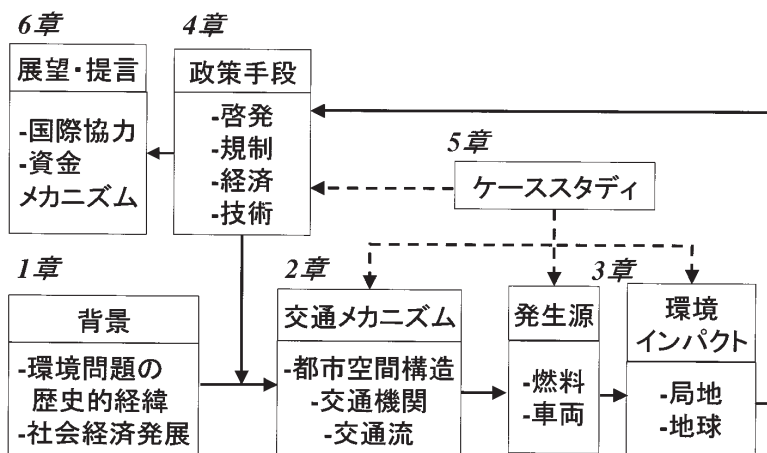 6章
展望・提言
-国際協力
-資金
メカニズム
4章
政策手段
-啓発
-規制
-経済
-技術
5章
ケーススタディ
1章
背景
-環境問題の
歴史的経緯
-社会経済発展
2章
交通メカニズム
-都市空間構造
-交通機関
-交通流
発生源
-燃料
-車両
3章
環境
インパクト
-局地
-地球